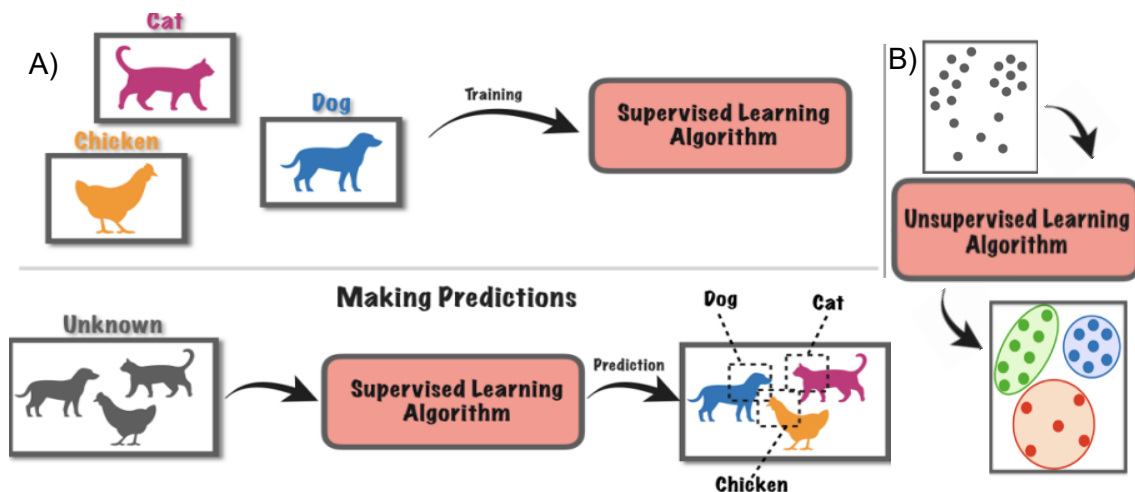 A)
Cat
Chicken
Dog
Training
Supervised Learning
Algorithm
Making Predictions
Unknown
Supervised Learning
Algorithm
Prediction
Dog
Cat
Chicken
B)
Unsupervised Learning
Algorithm